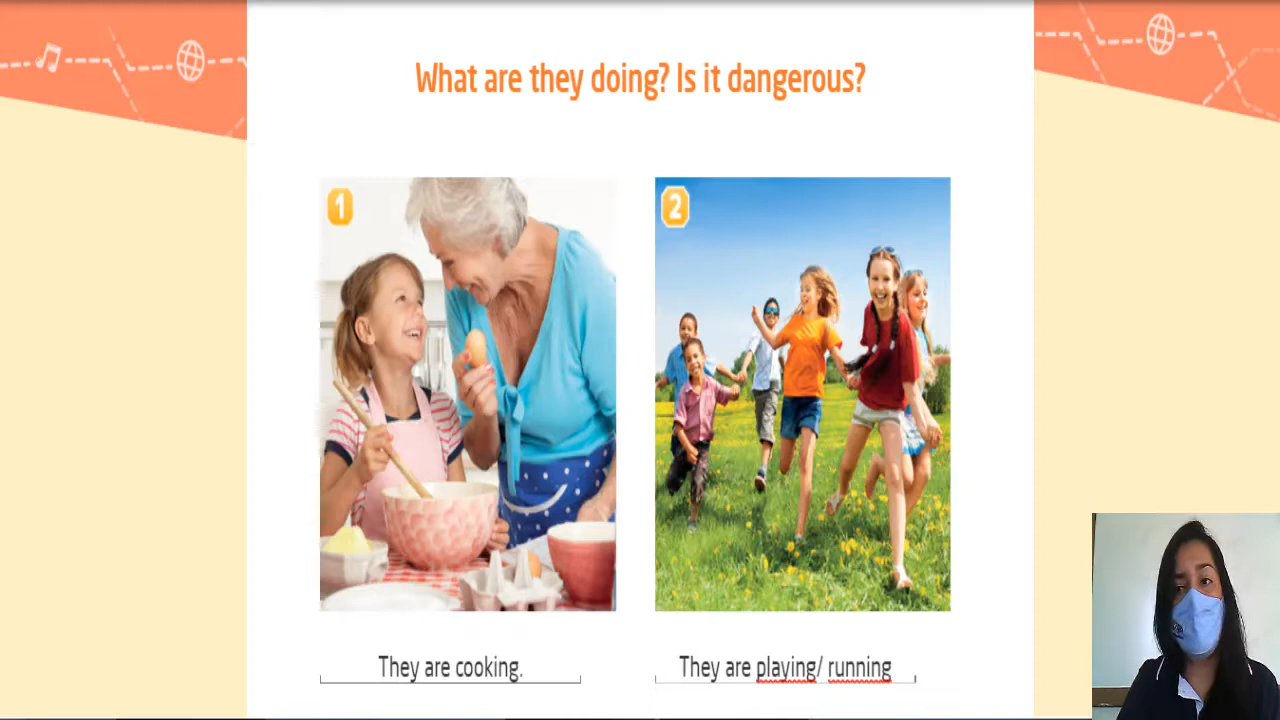 What are they doing? Is it dangerous?
1
2
They are cooking.
They are playing/ running